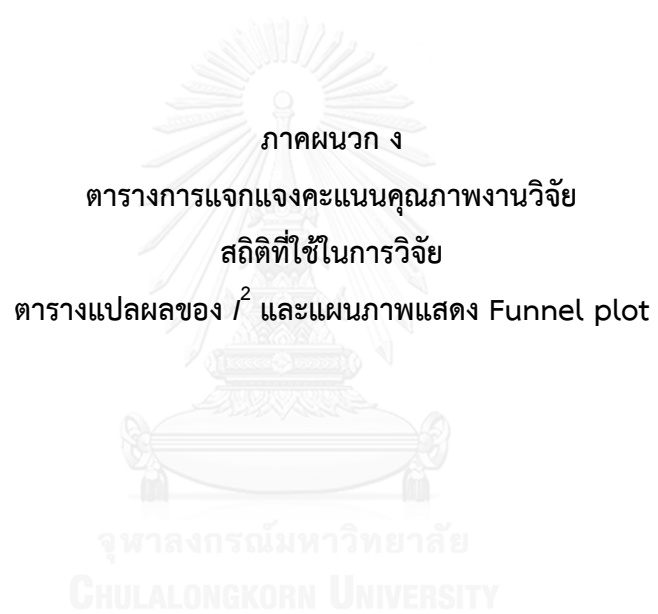 ภาคผนวก ง
ตารางการแจกแจงคะแนนคุณภาพงานวิจัย
สถิติที่ใช้ในการวิจัย
ตารางแปลผลของ I² และแผนภาพแสดง Funnel plot
จุฬาลงกรณ์มหาวิทยาลัย
CHULALONGKORN UNIVERSITY